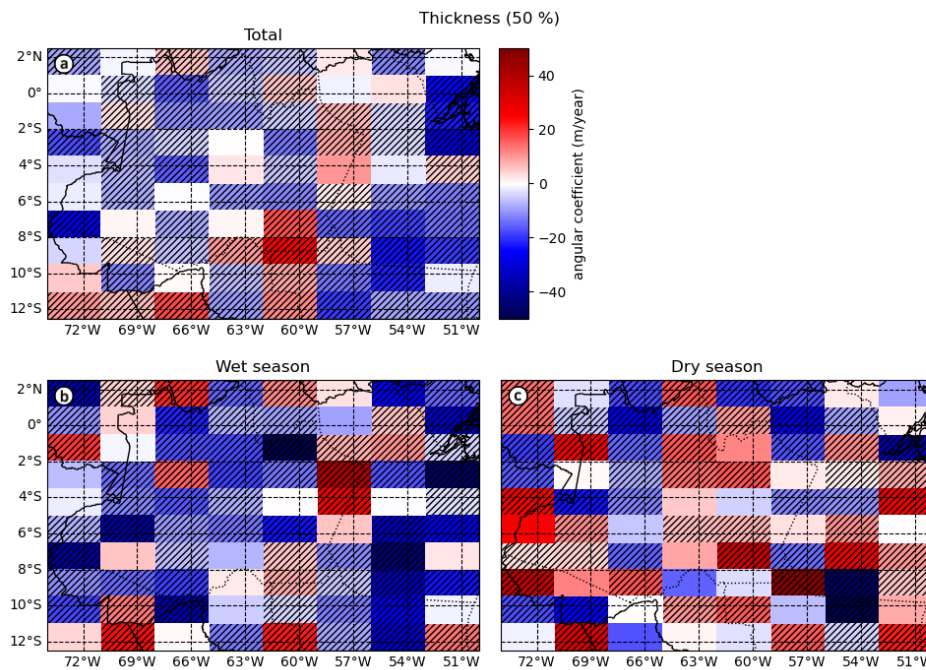 Thickness (50 %)
Total
a
2°N
0°
2°S
4°S
6°S
8°S
10°S
12°S
72°W 69°W 66°W 63°W 60°W 57°W 54°W 51°W
40
20
0
−20
−40
angular coefficient (m/year)
Wet season
b
2°N
0°
2°S
4°S
6°S
8°S
10°S
12°S
72°W 69°W 66°W 63°W 60°W 57°W 54°W 51°W
Dry season
c
72°W 69°W 66°W 63°W 60°W 57°W 54°W 51°W